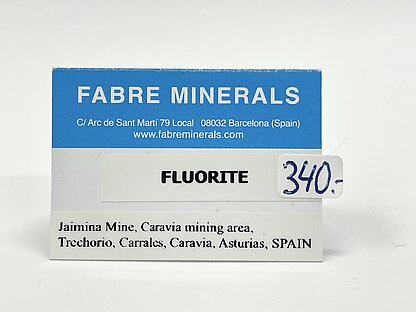 FABRE MINERALS
C/ Arc de Sant Martí 79 Local 08032 Barcelona (Spain)
www.fabreminerals.com
FLUORITE
340.-
Jaimina Mine, Caravia mining area,
Trechorio, Carrales, Caravia, Asturias, SPAIN